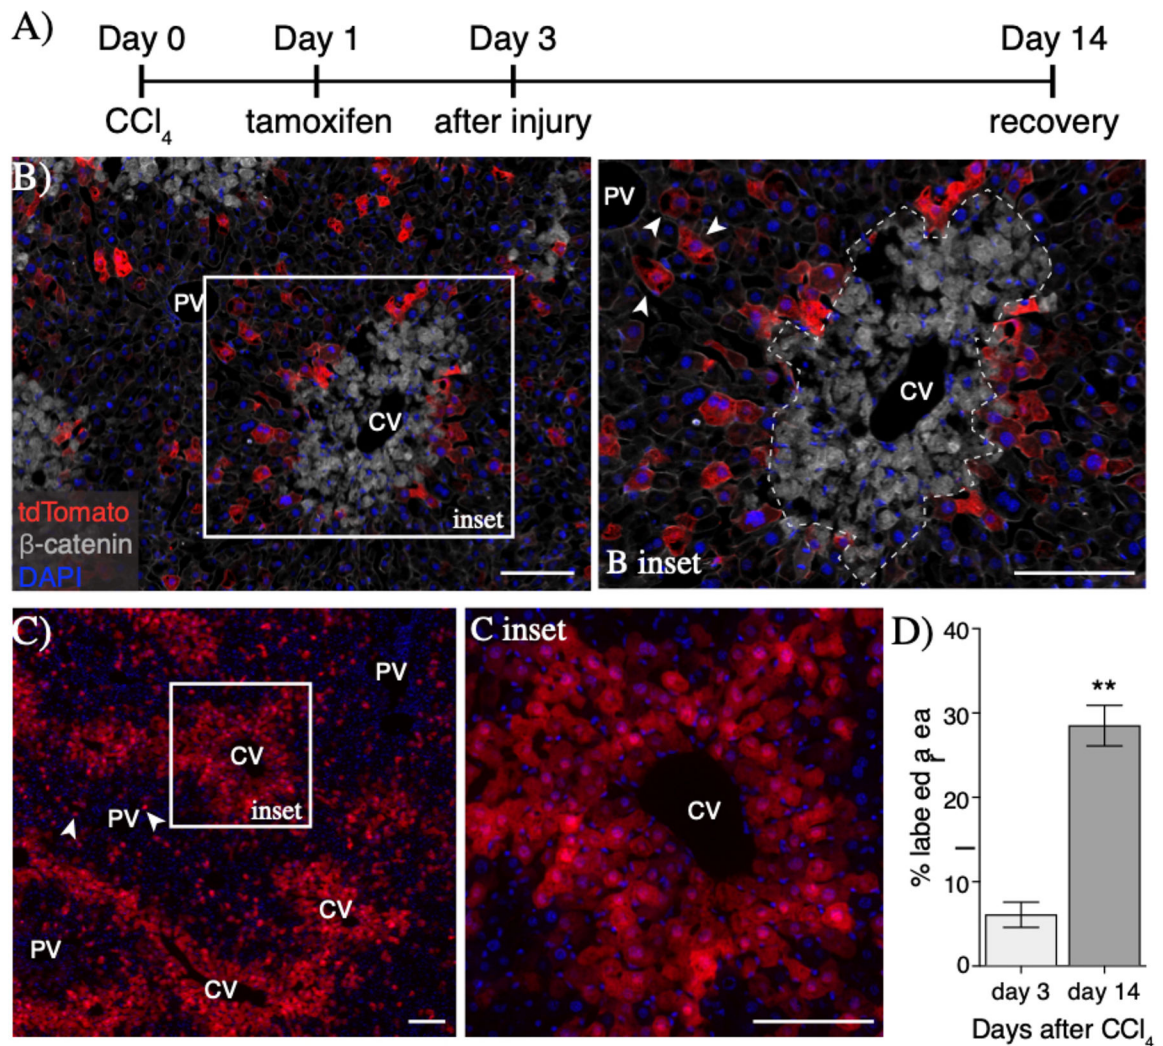 A)
Day 0 Day 1 Day 3 Day 14
CCl4 tamoxifen after injury recovery
B)
PV
CV
inset
tdTomato
β-catenin
DAPI
PV
CV
B inset
C)
PV
CV
inset
PV
CV
PV
CV
C inset
CV
D)
40
30
20
10
0
**
% labeled area
day 3 day 14
Days after CCl4